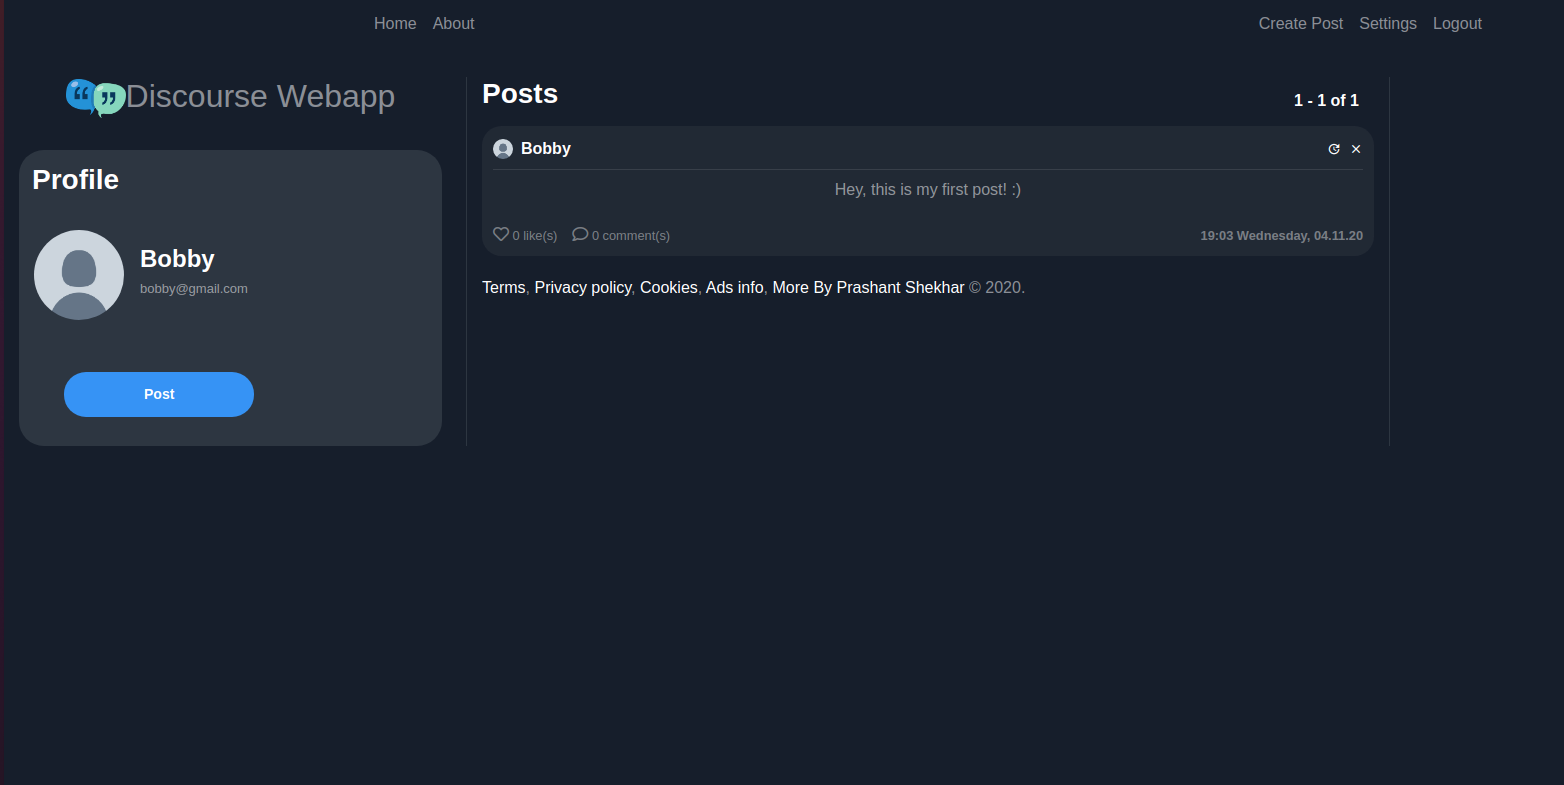 Home About Create Post Settings Logout
Discourse Webapp
Profile
Bobby
bobby@gmail.com
Post
Posts
1 - 1 of 1
Bobby
Hey, this is my first post! :)
0 like(s) 0 comment(s) 19:03 Wednesday, 04.11.20
Terms, Privacy policy, Cookies, Ads info, More By Prashant Shekhar © 2020.